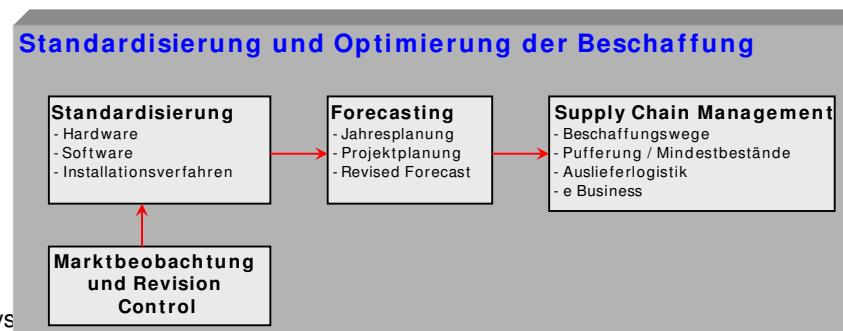 Standardisierung und Optimierung der Beschaffung
Standardisierung
- Hardware
- Software
- Installationsverfahren
Forecasting
- Jahresplanung
- Projektplanung
- Revised Forecast
Supply Chain Management
- Beschaffungswege
- Pufferung / Mindestbestände
- Auslieferlogistik
- e Business
Marktbeobachtung
und Revision
Control